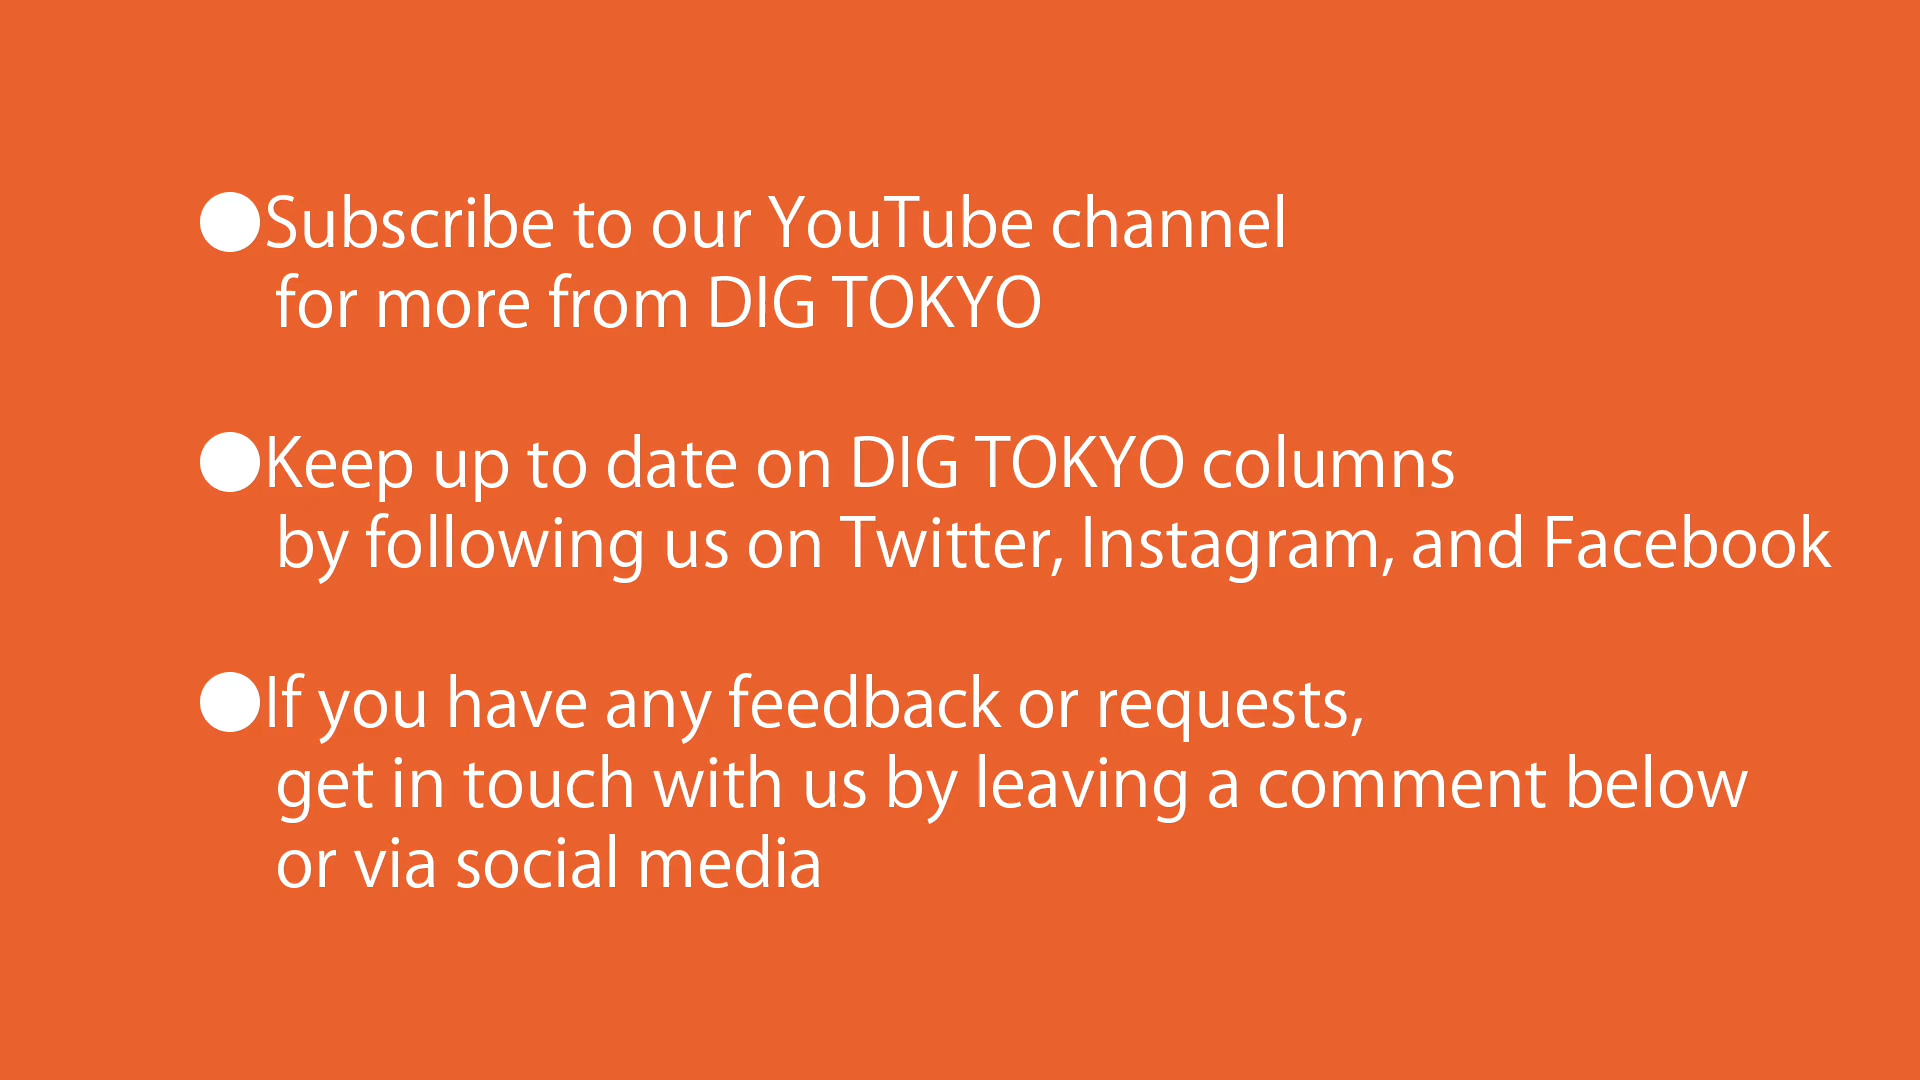 ●Subscribe to our YouTube channel
for more from DIG TOKYO
●Keep up to date on DIG TOKYO columns
by following us on Twitter, Instagram, and Facebook
●If you have any feedback or requests,
get in touch with us by leaving a comment below
or via social media